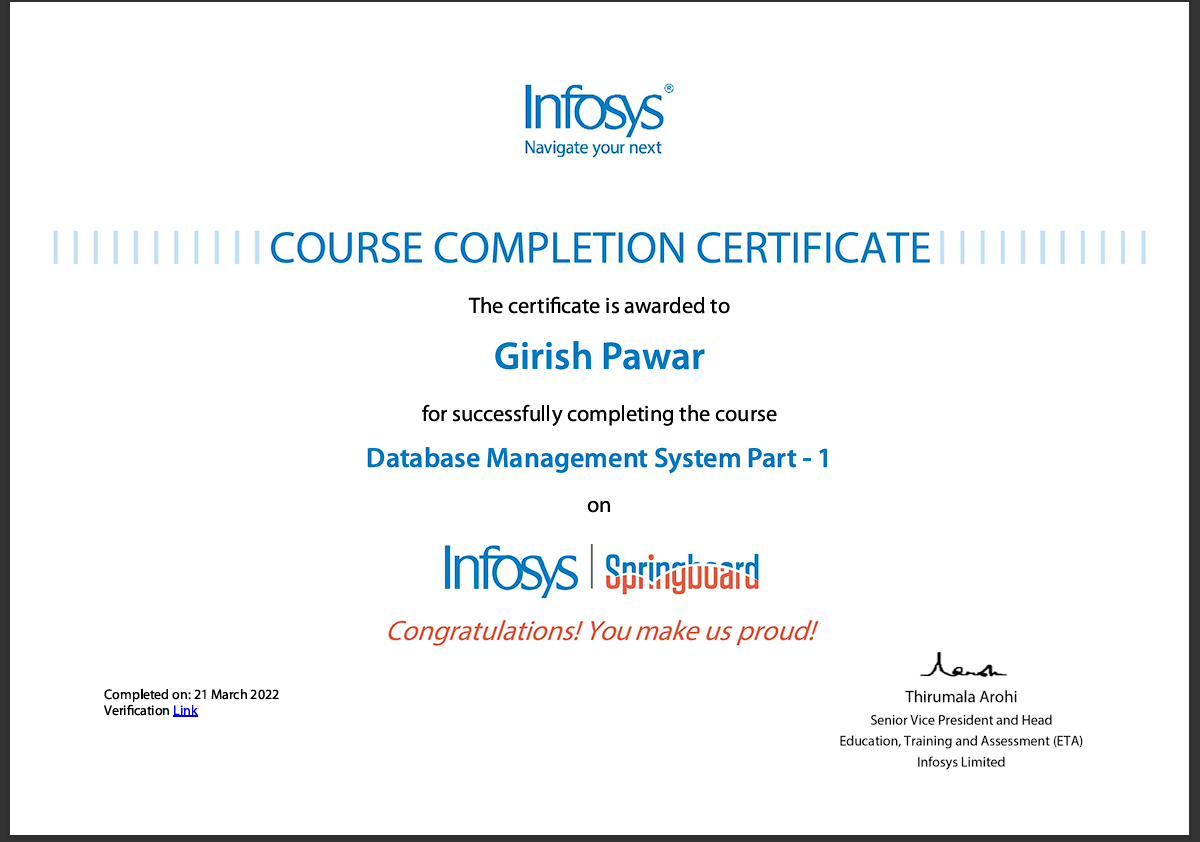 Infosys®
Navigate your next
COURSE COMPLETION CERTIFICATE
The certificate is awarded to
Girish Pawar
for successfully completing the course
Database Management System Part - 1
on
Infosys | Springboard
Congratulations! You make us proud!
Completed on: 21 March 2022
Verification Link
Thirumala Arohi
Senior Vice President and Head
Education, Training and Assessment (ETA)
Infosys Limited